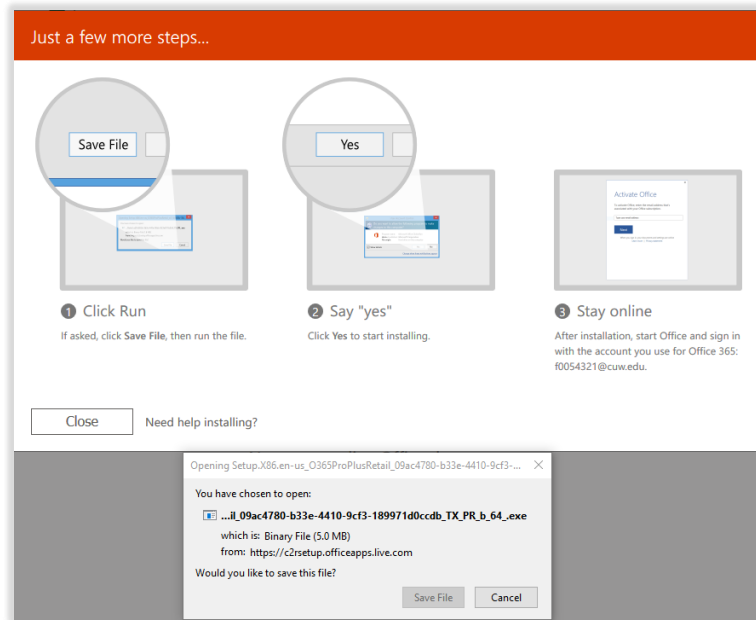 Just a few more steps...
Save File
Yes
Activate Office
1 Click Run
If asked, click Save File, then run the file.
2 Say "yes"
Click Yes to start installing.
3 Stay online
After installation, start Office and sign in
with the account you use for Office 365:
f0054321@cuw.edu.
Close
Need help installing?
Opening Setup.X86.en-us_O365ProPlusRetail_09ac4780-b33e-4410-9cf3-...
You have chosen to open:
...il_09ac4780-b33e-4410-9cf3-189971d0ccdb_TX_PR_b_64_.exe
which is: Binary File (5.0 MB)
from: https://c2rsetup.officeapps.live.com
Would you like to save this file?
Save File
Cancel